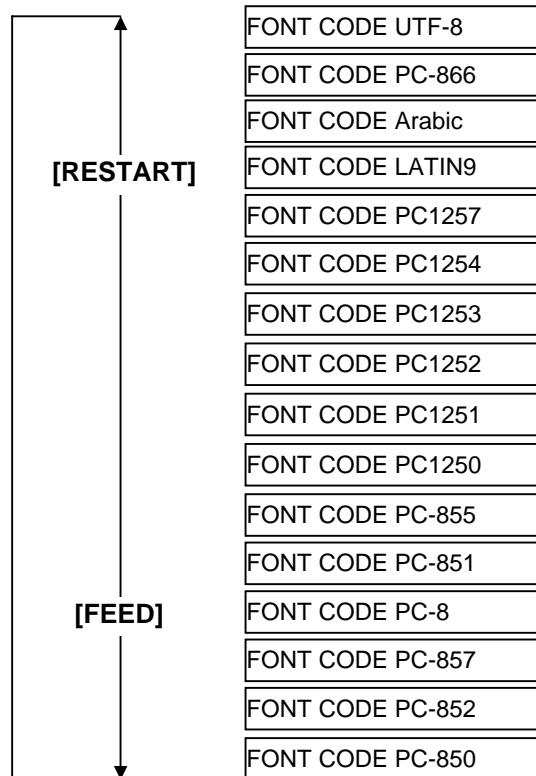 FONT CODE UTF-8
FONT CODE PC-866
FONT CODE Arabic
[RESTART]
FONT CODE LATIN9
FONT CODE PC1257
FONT CODE PC1254
FONT CODE PC1253
FONT CODE PC1252
FONT CODE PC1251
FONT CODE PC1250
FONT CODE PC-855
FONT CODE PC-851
[FEED]
FONT CODE PC-8
FONT CODE PC-857
FONT CODE PC-852
FONT CODE PC-850